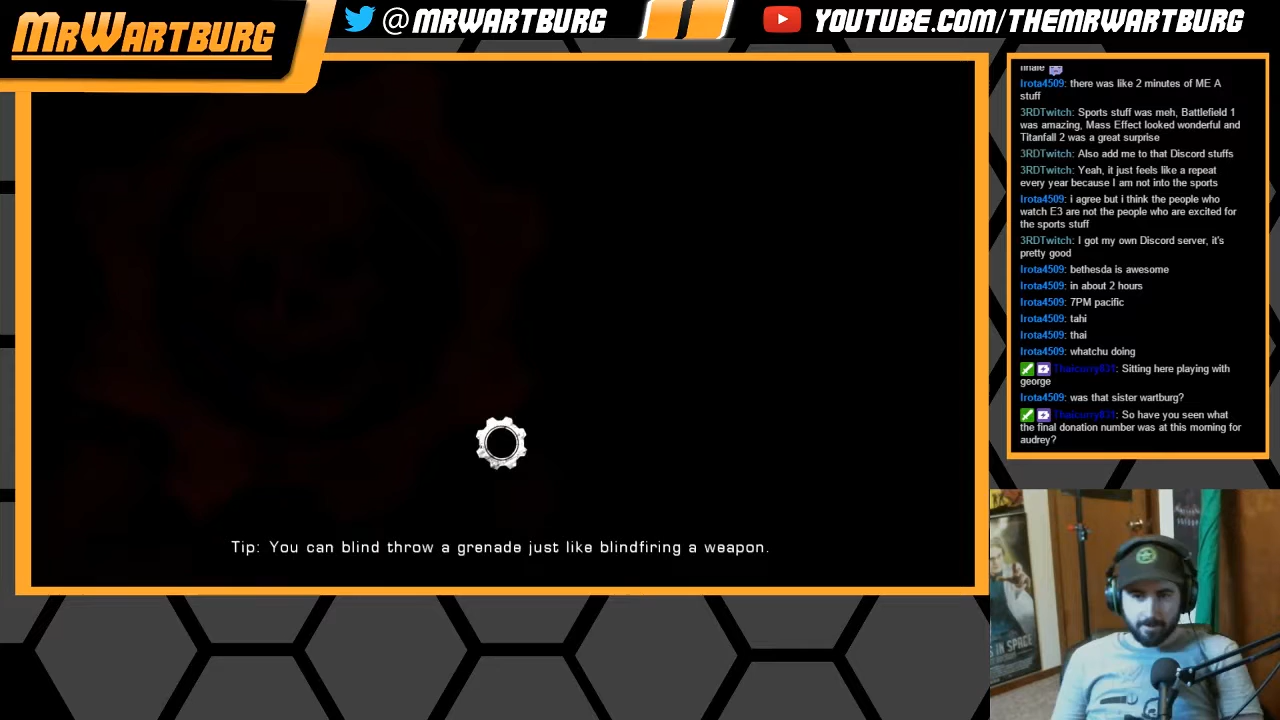 MRWARTBURG
@MRWARTBURG
YOUTUBE.COM/THEMRWARTBURG
finale
Irota4509: there was like 2 minutes of ME A
stuff
3RDTwitch: Sports stuff was meh, Battlefield 1
was amazing, Mass Effect looked wonderful and
Titanfall 2 was a great surprise
3RDTwitch: Also add me to that Discord stuffs
3RDTwitch: Yeah, it just feels like a repeat
every year because I am not into the sports
Irota4509: i agree but i think the people who
watch E3 are not the people who are excited for
the sports stuff
3RDTwitch: I got my own Discord server, it's
pretty good
Irota4509: bethesda is awesome
Irota4509: in about 2 hours
Irota4509: 7PM pacific
Irota4509: tahi
Irota4509: thai
Irota4509: whatchu doing
Thaicurry831: Sitting here playing with
george
Irota4509: was that sister wartburg?
Thaicurry831: So have you seen what
the final donation number was at this morning for
audrey?
Tip: You can blind throw a grenade just like blindfiring a weapon.
IN SPACE